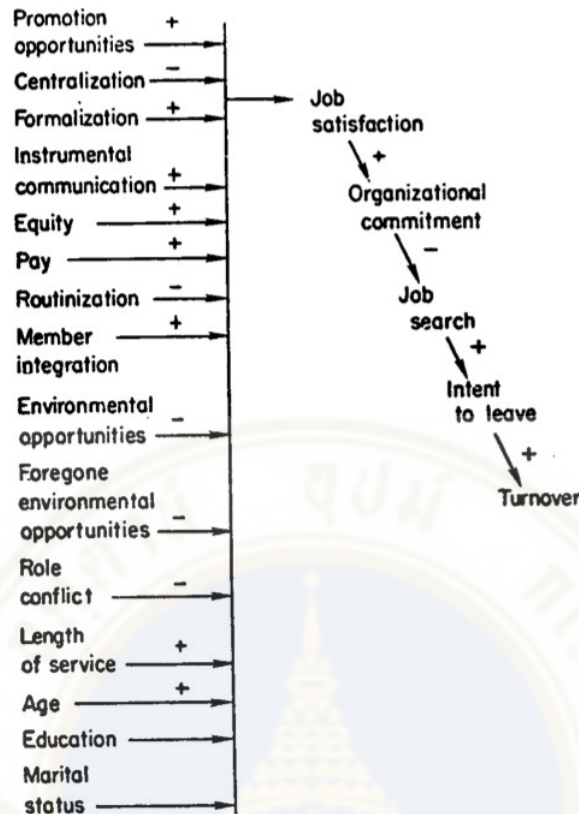 Promotion
opportunities +
Centralization −
Formalization +
Instrumental
communication +
Equity +
Pay +
Routinization −
Member +
integration
Environmental
opportunities −
Foregone
environmental
opportunities −
Role
conflict −
Length
of service +
Age +
Education
Marital
status
Job
satisfaction
+
Organizational
commitment
−
Job
search
+
Intent
to leave
+
Turnover